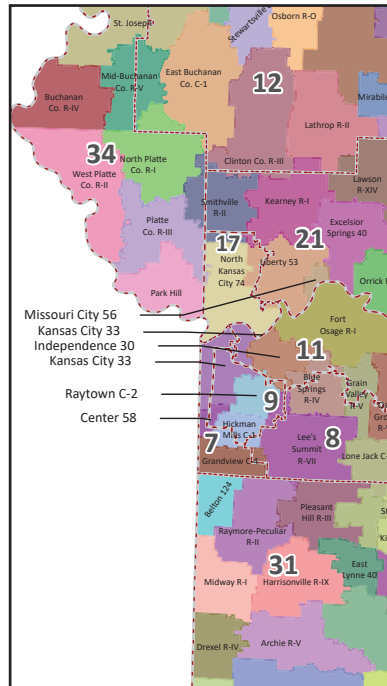 St. Joseph
Osborn R-O
Stewartsville
Mid-Buchanan
Co. R-V
East Buchanan
Co. C-1
12
Buchanan
Co. R-IV
Mirabile
Lathrop R-II
34
North Platte
Co. R-I
Clinton Co. R-III
West Platte
Co. R-II
Lawson
R-XIV
Smithville
R-II
Kearney R-I
Platte
Co. R-III
Excelsior
Springs 40
21
17
North
Kansas
City 74
Liberty 53
Park Hill
Orrick
Missouri City 56
Kansas City 33
Independence 30
Kansas City 33
Fort
Osage R-I
11
Raytown C-2
9
Blue
Springs
R-IV
Grain
Valley
R-V
Center 58
7
Hickman
Mills C-1
8
Lee's
Summit
R-VII
Grandview C-4
Lone Jack C-
Belton 124
Pleasant
Hill R-III
Raymore-Peculiar
R-II
31
East
Lynne 40
Midway R-I
Harrisonville R-IX
Drexel R-IV
Archie R-V